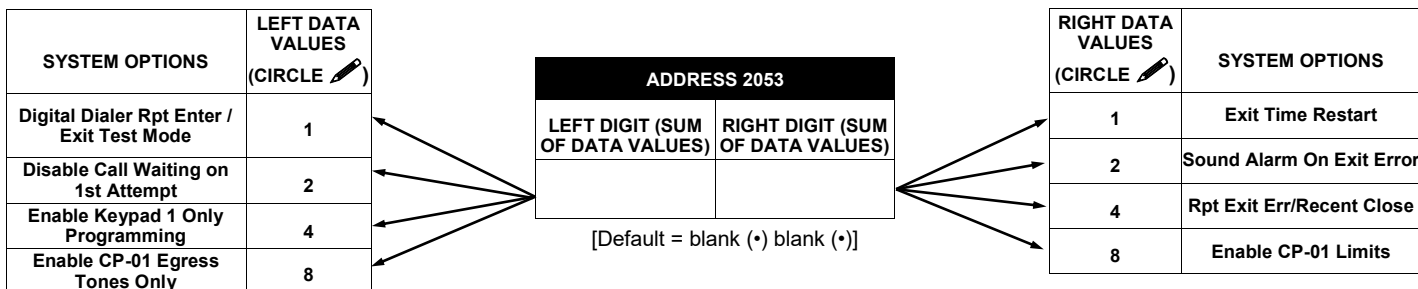 SYSTEM OPTIONS
LEFT DATA
VALUES
(CIRCLE )
Digital Dialer Rpt Enter /
Exit Test Mode
1
Disable Call Waiting on
1st Attempt
2
Enable Keypad 1 Only
Programming
4
Enable CP-01 Egress
Tones Only
8
ADDRESS 2053
LEFT DIGIT (SUM
OF DATA VALUES)
RIGHT DIGIT (SUM
OF DATA VALUES)
[Default = blank (•) blank (•)]
RIGHT DATA
VALUES
(CIRCLE )
SYSTEM OPTIONS
1
Exit Time Restart
2
Sound Alarm On Exit Error
4
Rpt Exit Err/Recent Close
8
Enable CP-01 Limits